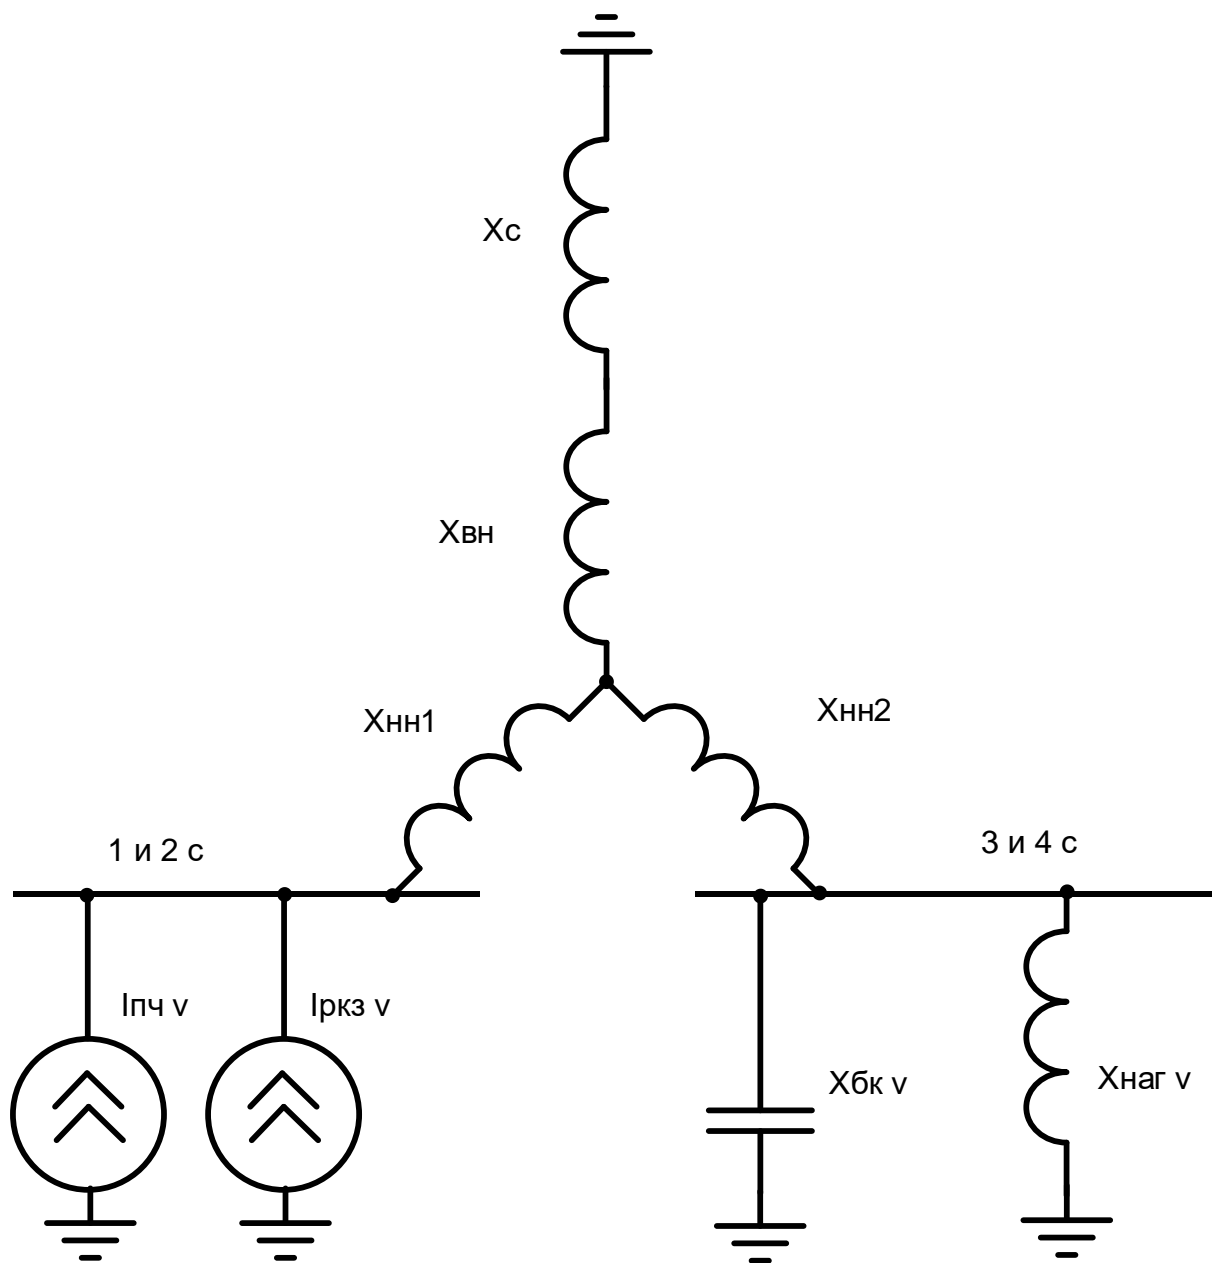 Xc
Xвн
Xнн1
Xнн2
1 и 2 с
3 и 4 с
Iпч v
Iркз v
Xбк v
Xнаг v